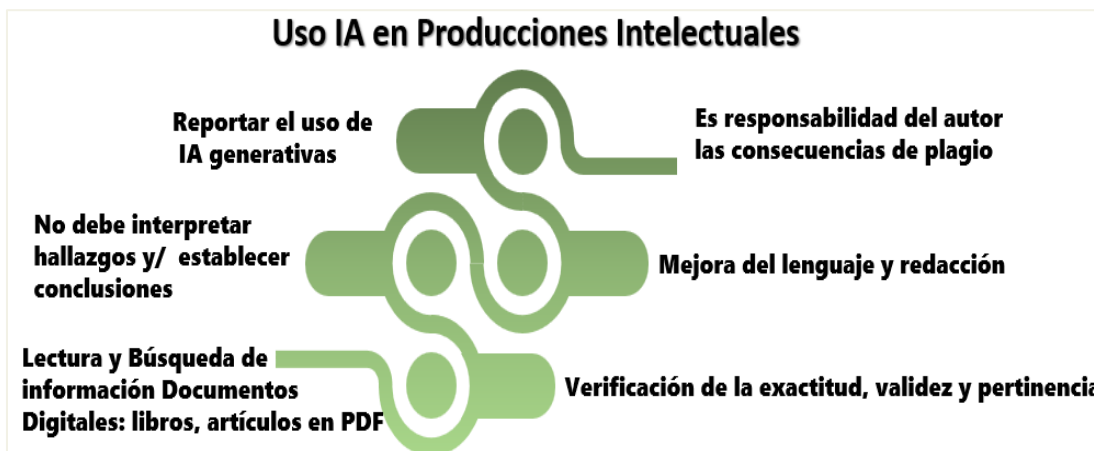 Uso IA en Producciones Intelectuales
Reportar el uso de
IA generativas
Es responsabilidad del autor
las consecuencias de plagio
No debe interpretar
hallazgos y/ establecer
conclusiones
Mejora del lenguaje y redacción
Lectura y Búsqueda de
información Documentos
Digitales: libros, artículos en PDF
Verificación de la exactitud, validez y pertinencia